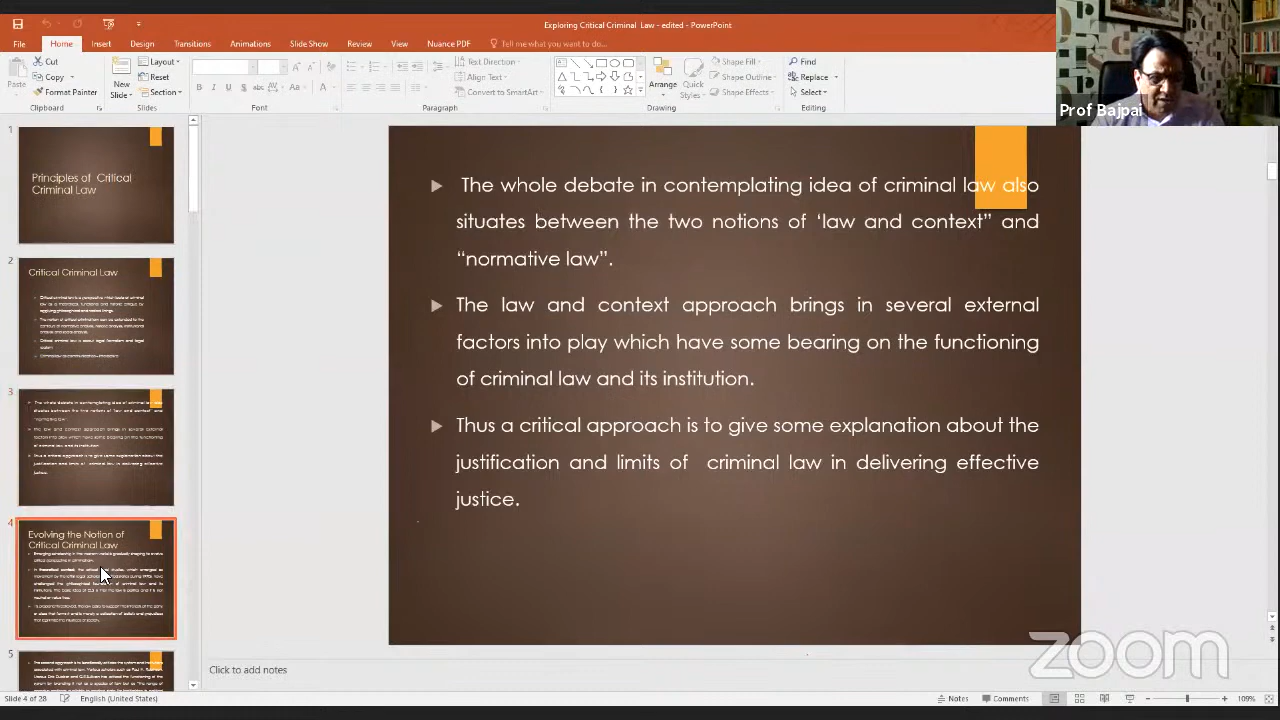 Exploring Critical Criminal Law - edited - PowerPoint
File Home Insert Design Transitions Animations Slide Show Review View Nuance PDF Tell me what you want to do...
Paste
Cut
Copy
Format Painter
Clipboard
New Slide
Layout
Reset
Section
Slides
Font
Text Direction
Align Text
Convert to SmartArt
Paragraph
Arrange
Quick Styles
Shape Fill
Shape Outline
Shape Effects
Drawing
Find
Replace
Select
Editing
Prof Bajpai
1
Principles of Critical
Criminal Law
2
Critical Criminal Law
3
4
Evolving the Notion of
Critical Criminal Law
5
The whole debate in contemplating idea of criminal law also
situates between the two notions of ‘law and context” and
“normative law”.
The law and context approach brings in several external
factors into play which have some bearing on the functioning
of criminal law and its institution.
Thus a critical approach is to give some explanation about the
justification and limits of criminal law in delivering effective
justice.
zoom
Click to add notes
Slide 4 of 28 English (United States) Notes Comments 109%